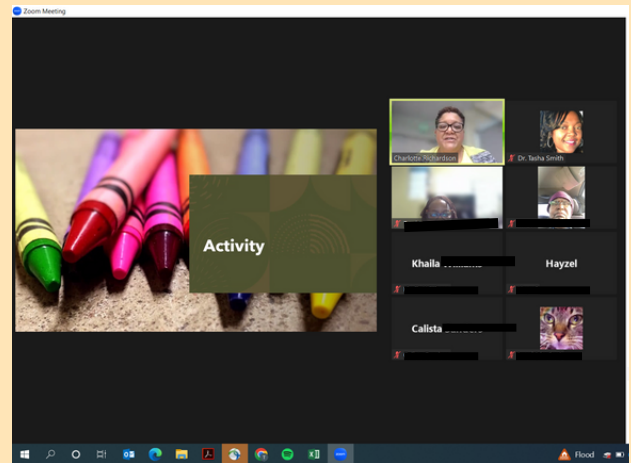 Zoom Meeting
Activity
Charlotte Richardson
Dr. Tasha Smith
Khaila
Hayzel
Calista
Flood